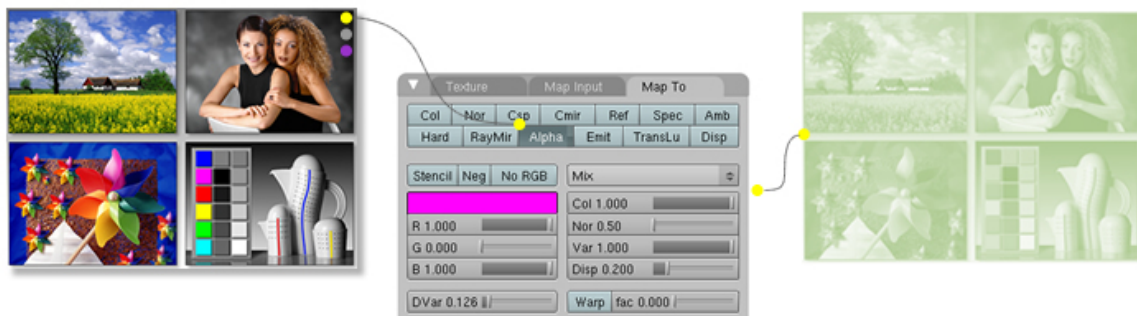 Texture Map Input Map To
Col Nor Csp Cmir Ref Spec Amb
Hard RayMir Alpha Emit TransLu Disp
Stencil Neg No RGB Mix
Col 1.000
R 1.000 Nor 0.50
G 0.000 Var 1.000
B 1.000 Disp 0.200
DVar 0.126 Warp fac 0.000